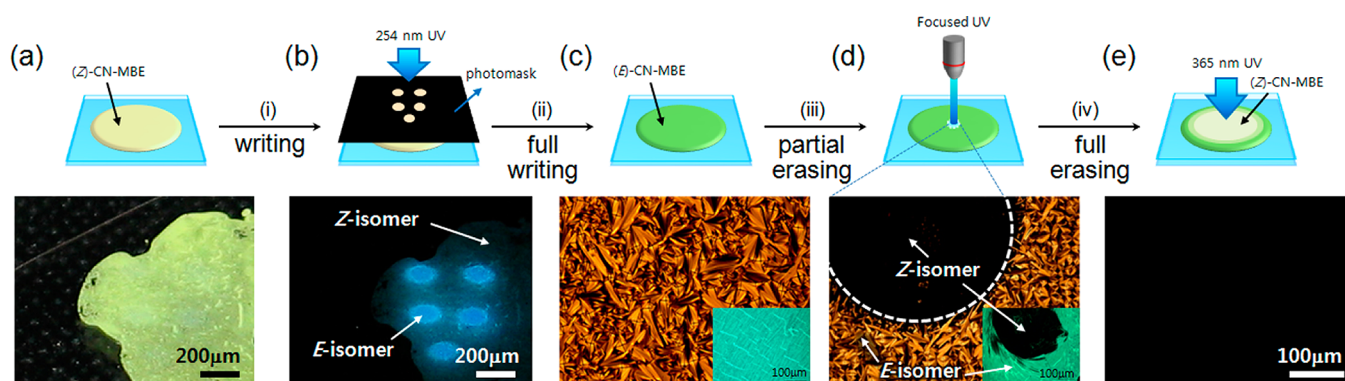 (a)
(Z)-CN-MBE
(i)
writing
(b)
254 nm UV
photomask
(ii)
full
writing
(c)
(E)-CN-MBE
(iii)
partial
erasing
(d)
Focused UV
(iv)
full
erasing
(e)
365 nm UV
(Z)-CN-MBE
200μm
Z-isomer
E-isomer
200μm
100μm
Z-isomer
E-isomer
100μm
100μm